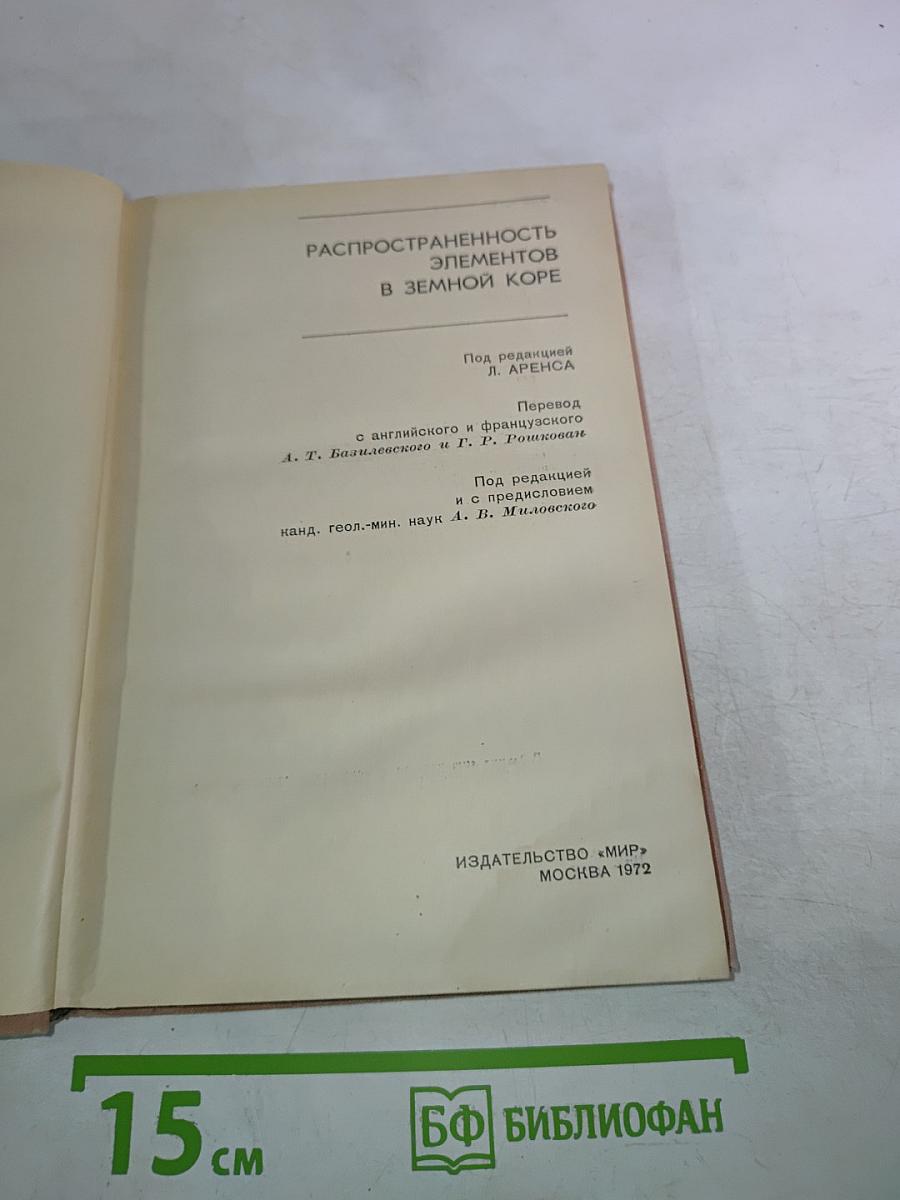 РАСПРОСТРАНЕННОСТЬ
ЭЛЕМЕНТОВ
В ЗЕМНОЙ КОРЕ
Под редакцией
Л. АРЕНСА
Перевод
с английского и французского
А. Т. Базилевского и Г. Р. Рошкован
Под редакцией
и с предисловием
канд. геол.-мин. наук А. В. Миловского
ИЗДАТЕЛЬСТВО «МИР»
МОСКВА 1972
15 см
БФ БИБЛИОФАН